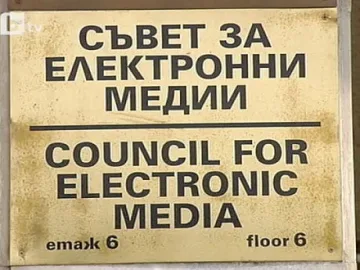 СЪВЕТ ЗА
ЕЛЕКТРОННИ
МЕДИИ
COUNCIL FOR
ELECTRONIC
MEDIA
етаж 6 floor 6